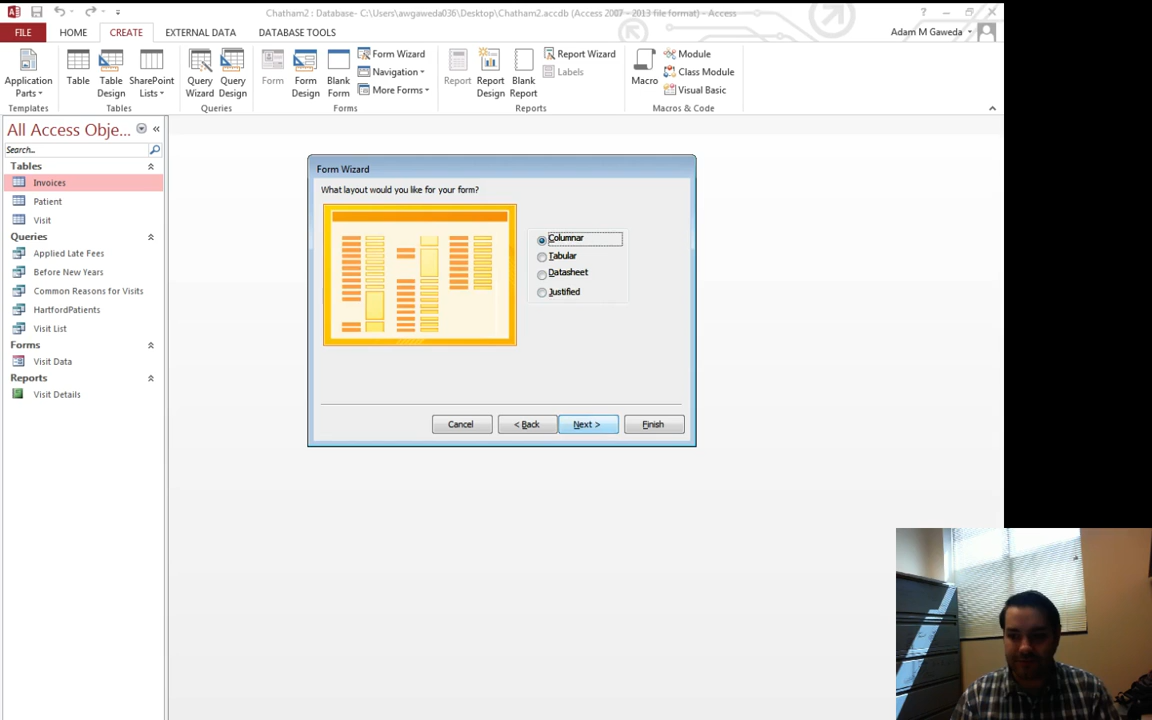 Chatham2 : Database- C:\Users\awgaweda036\Desktop\Chatham2.accdb (Access 2007 - 2013 file format) - Access
FILE HOME CREATE EXTERNAL DATA DATABASE TOOLS Adam M Gaweda
Application Parts
Table
Table Design
SharePoint Lists
Query Wizard
Query Design
Form
Form Design
Blank Form
Form Wizard
Navigation
More Forms
Report
Report Design
Blank Report
Report Wizard
Labels
Macro
Module
Class Module
Visual Basic
Templates Tables Queries Forms Reports Macros & Code
All Access Obje...
Search...
Tables
Invoices
Patient
Visit
Queries
Applied Late Fees
Before New Years
Common Reasons for Visits
HartfordPatients
Visit List
Forms
Visit Data
Reports
Visit Details
Form Wizard
What layout would you like for your form?
Columnar
Tabular
Datasheet
Justified
Cancel < Back Next > Finish